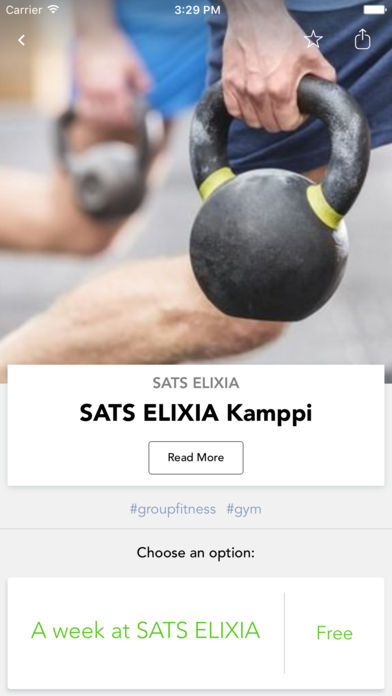 Carrier 3:29 PM
SATS ELIXIA
SATS ELIXIA Kamppi
Read More
#groupfitness #gym
Choose an option:
A week at SATS ELIXIA Free